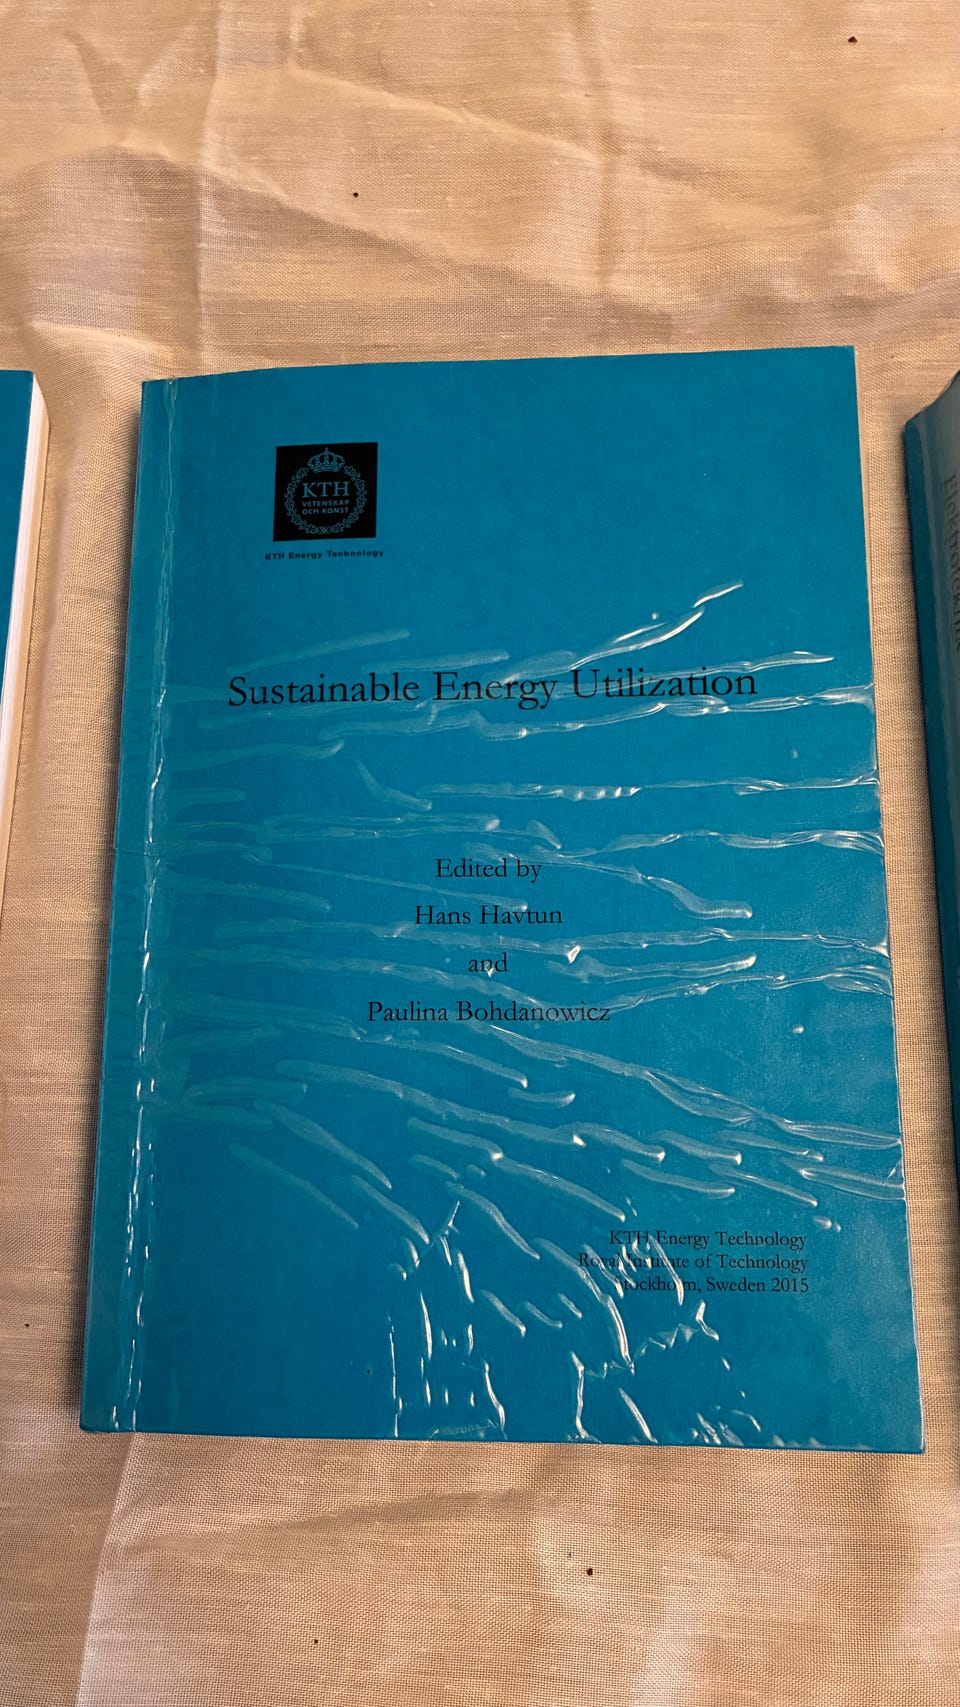 KTH
VETENSKAP
OCH KONST
KTH Energy Technology
Sustainable Energy Utilization
Edited by
Hans Havtun
and
Paulina Bohdanowicz
KTH Energy Technology
Royal Institute of Technology
Stockholm, Sweden 2015